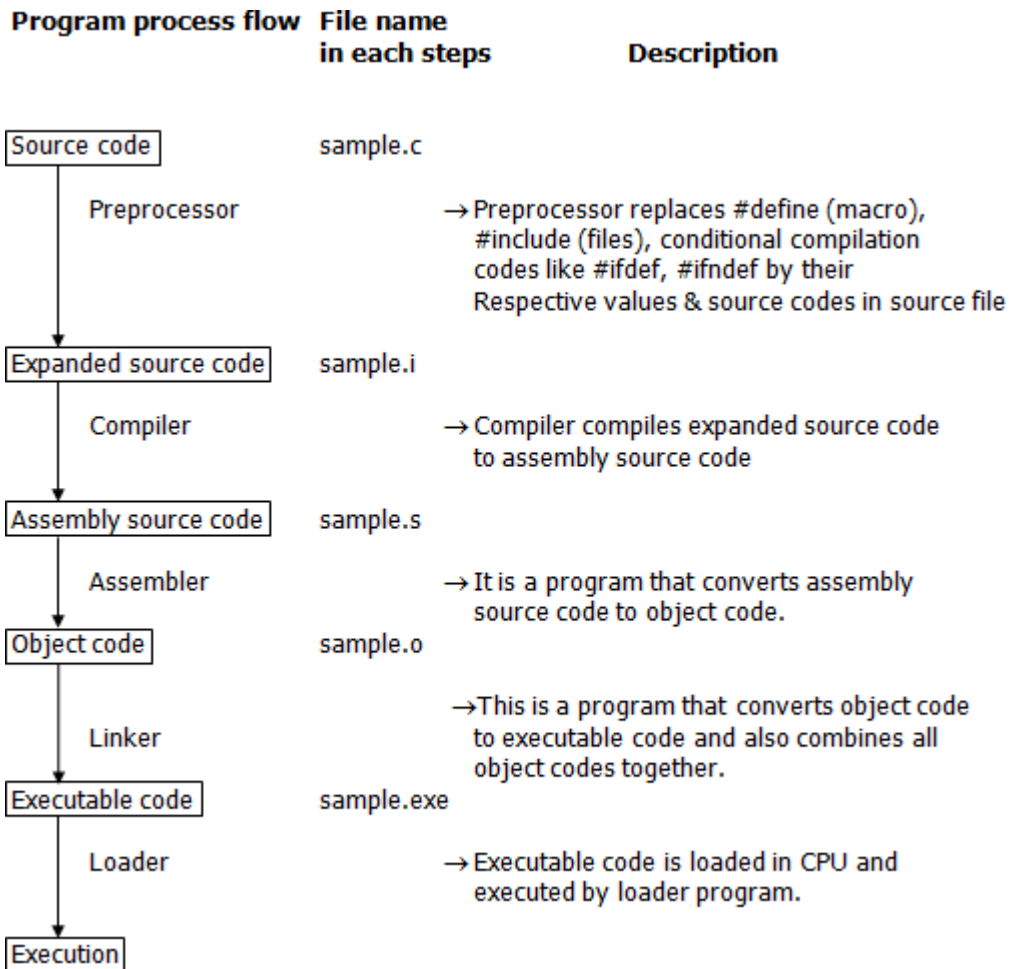 Program process flow File name
in each steps Description
Source code sample.c
Preprocessor → Preprocessor replaces #define (macro),
#include (files), conditional compilation
codes like #ifdef, #ifndef by their
Respective values & source codes in source file
Expanded source code sample.i
Compiler → Compiler compiles expanded source code
to assembly source code
Assembly source code sample.s
Assembler → It is a program that converts assembly
source code to object code.
Object code sample.o
→This is a program that converts object code
Linker to executable code and also combines all
object codes together.
Executable code sample.exe
Loader → Executable code is loaded in CPU and
executed by loader program.
Execution